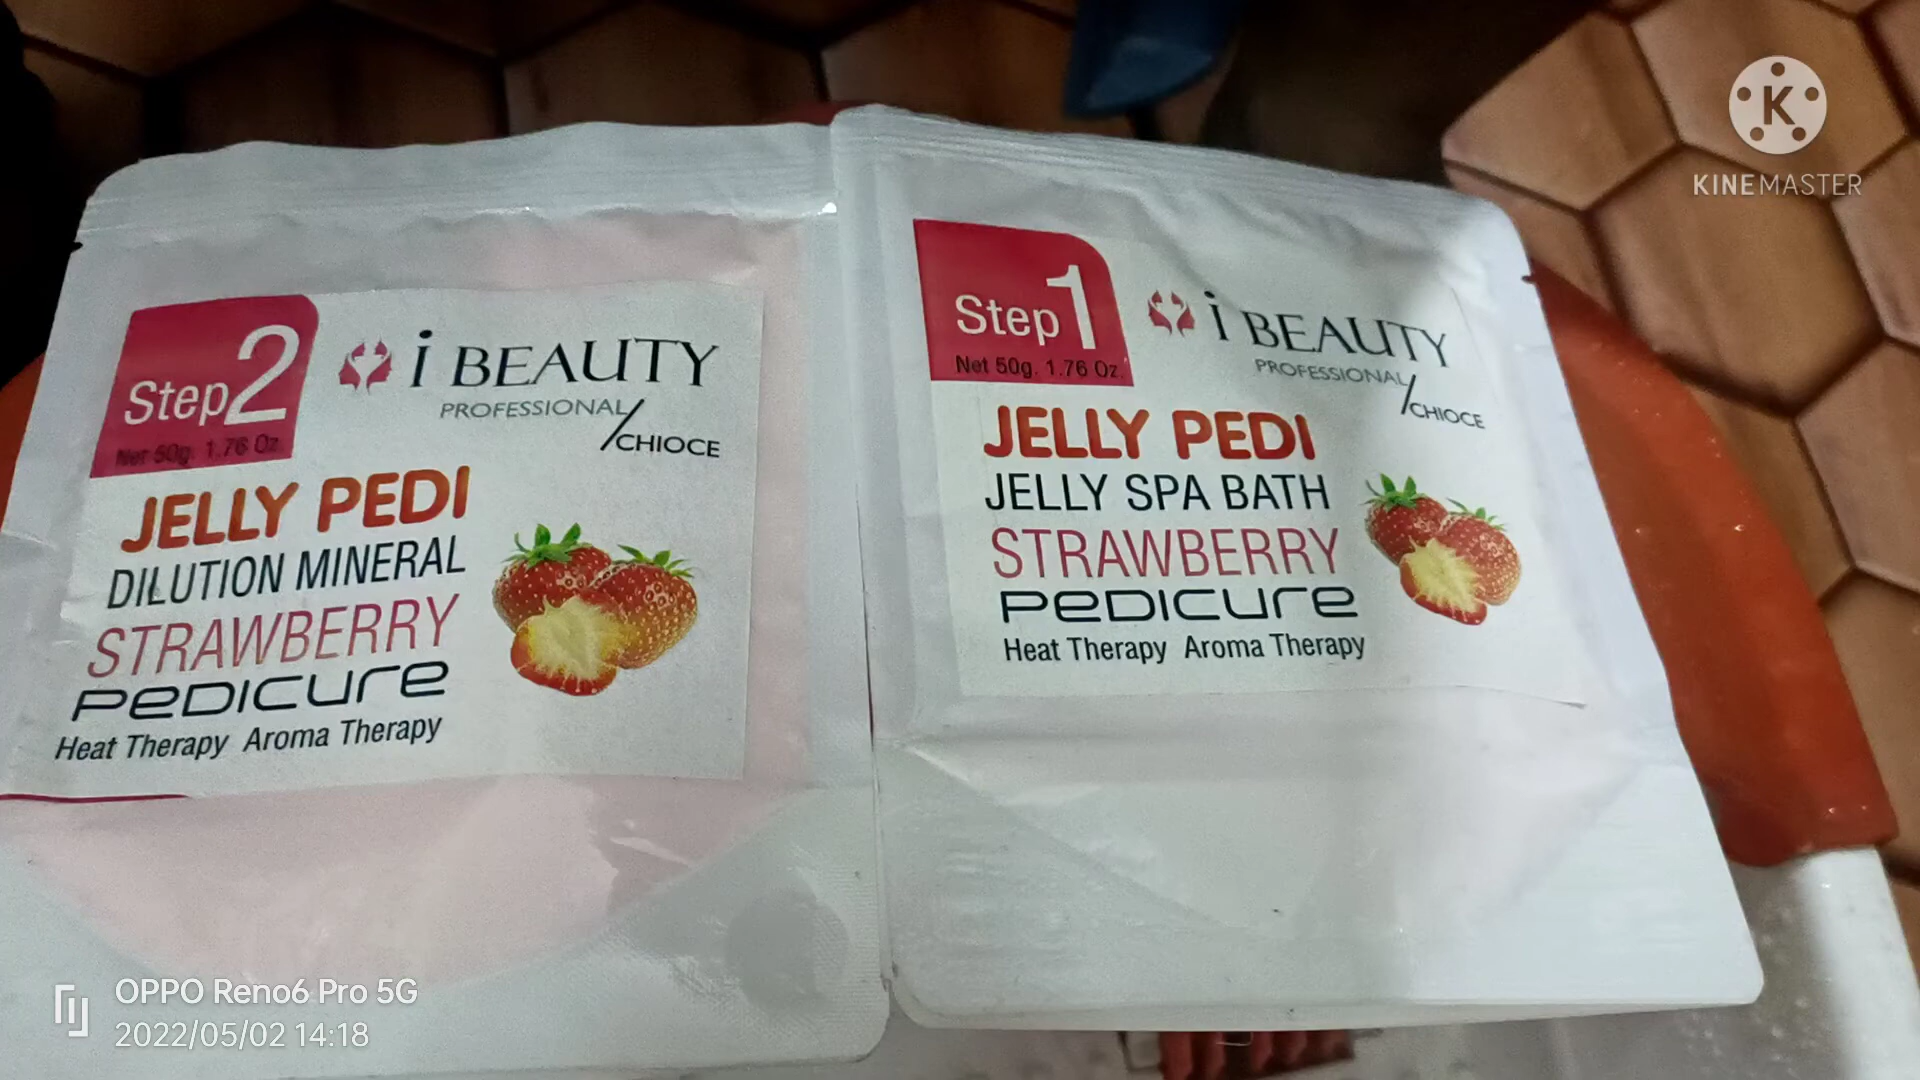 K
KINEMASTER
Step2
Net 50g. 1.76 Oz.
i BEAUTY
PROFESSIONAL/
CHIOCE
JELLY PEDI
DILUTION MINERAL
STRAWBERRY
PEDICURE
Heat Therapy Aroma Therapy
Step1
Net 50g. 1.76 Oz.
i BEAUTY
PROFESSIONAL/
CHIOCE
JELLY PEDI
JELLY SPA BATH
STRAWBERRY
PEDICURE
Heat Therapy Aroma Therapy
OPPO Reno6 Pro 5G
2022/05/02 14:18